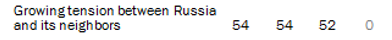 Growing tension between Russia
and its neighbors 54 54 52 0